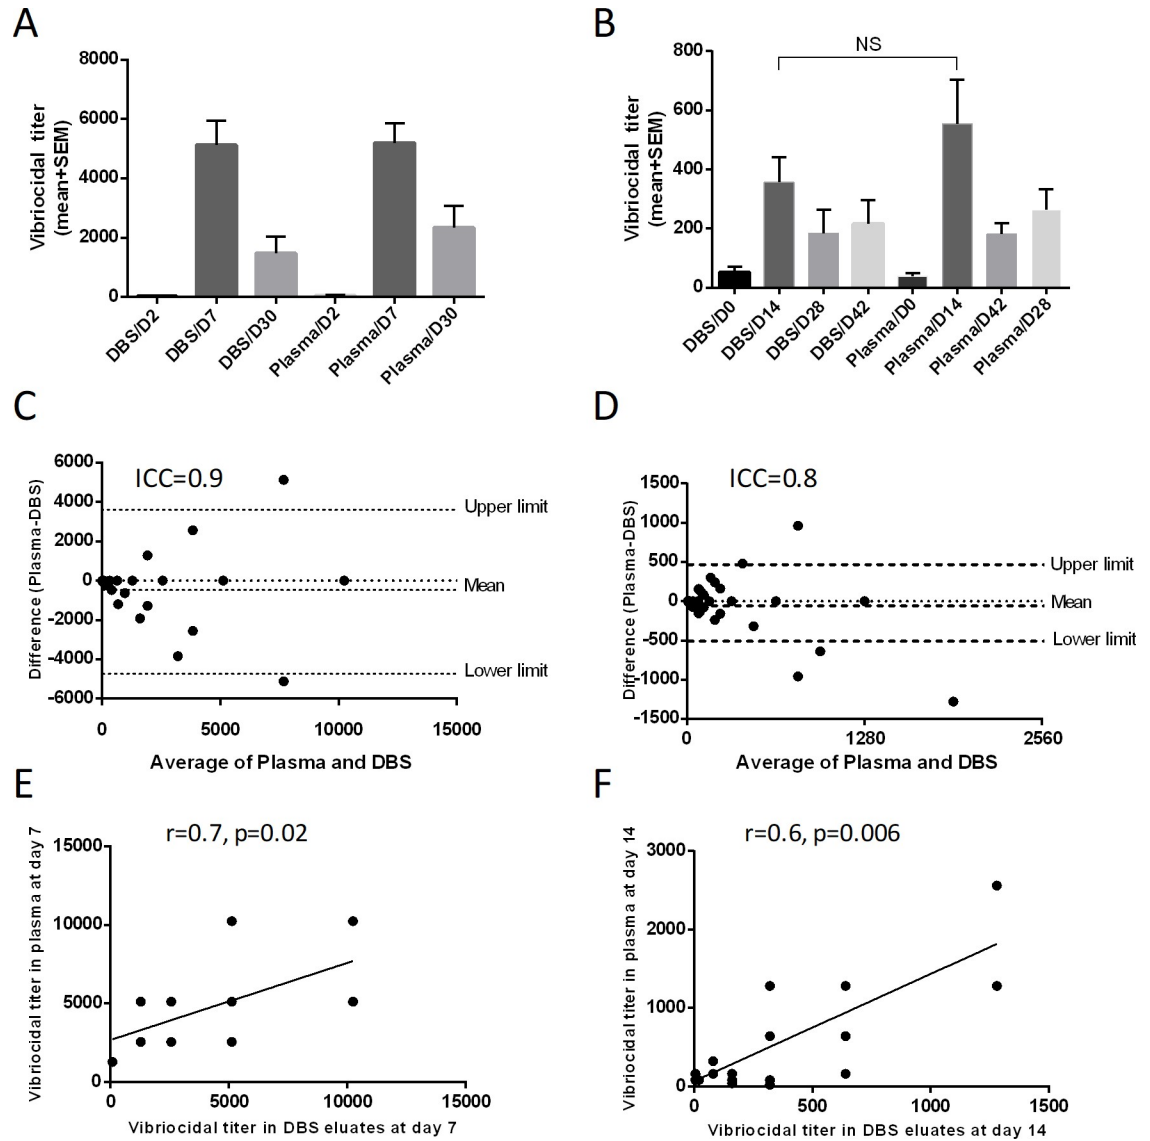 A
Vibriocidal titer
(mean+SEM)
8000
6000
4000
2000
0
DBS/D2
DBS/D7
DBS/D30
Plasma/D2
Plasma/D7
Plasma/D30
B
NS
Vibriocidal titer
(mean+SEM)
800
600
400
200
0
DBS/D0
DBS/D14
DBS/D28
DBS/D42
Plasma/D0
Plasma/D14
Plasma/D42
Plasma/D28
C
ICC=0.9
Difference (Plasma-DBS)
6000
4000
2000
0
-2000
-4000
-6000
Upper limit
Mean
Lower limit
0
5000
10000
15000
Average of Plasma and DBS
D
ICC=0.8
Difference (Plasma-DBS)
1500
1000
500
0
-500
-1000
-1500
Upper limit
Mean
Lower limit
0
1280
2560
Average of Plasma and DBS
E
r=0.7, p=0.02
Vibriocidal titer in plasma at day 7
15000
10000
5000
0
0
5000
10000
15000
Vibriocidal titer in DBS eluates at day 7
F
r=0.6, p=0.006
Vibriocidal titer in plasma at day 14
3000
2000
1000
0
0
500
1000
1500
Vibriocidal titer in DBS eluates at day 14